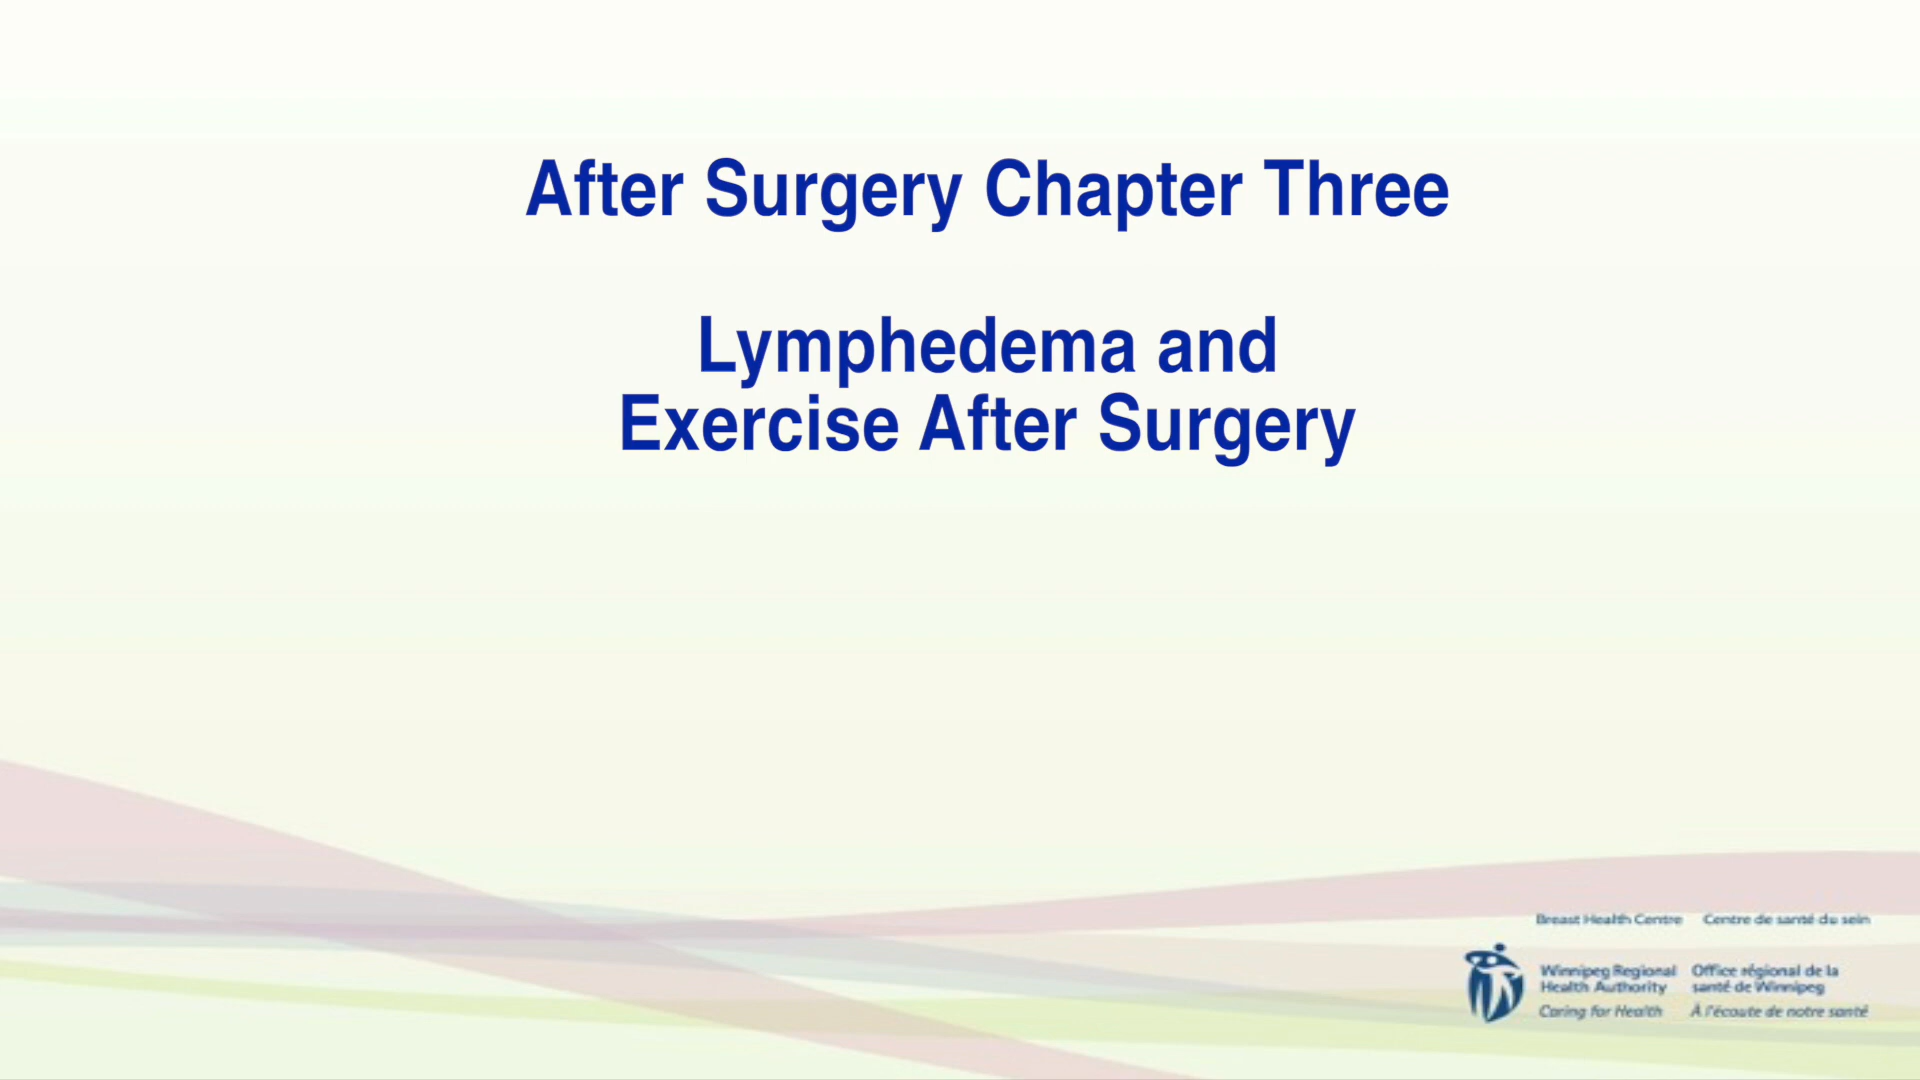 After Surgery Chapter Three
Lymphedema and
Exercise After Surgery
Breast Health Centre Centre de santé du sein
Winnipeg Regional Office régional de la
Health Authority santé de Winnipeg
Caring for Health À l'écoute de notre santé